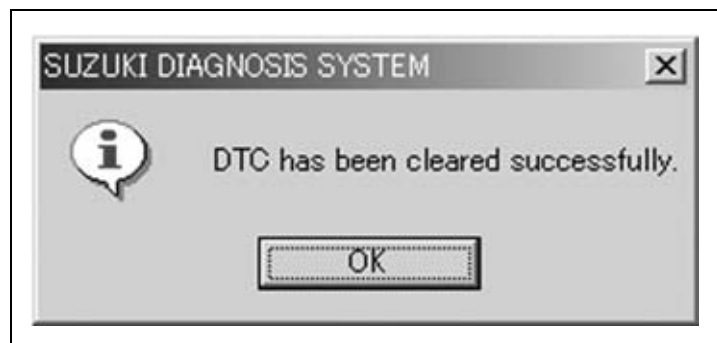 SUZUKI DIAGNOSIS SYSTEM
DTC has been cleared successfully.
OK